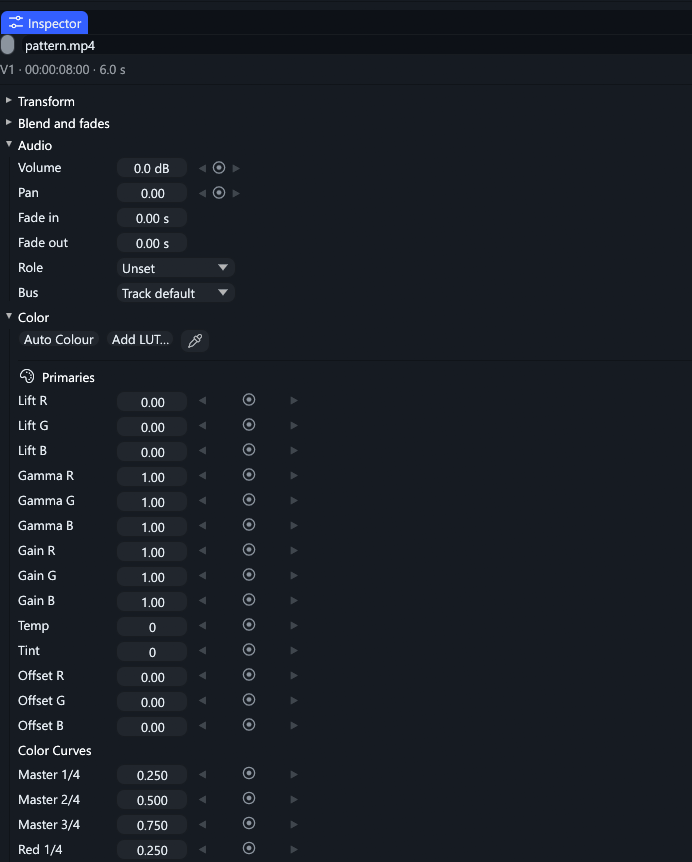 Inspector
pattern.mp4
V1 · 00:00:08:00 · 6.0 s
Transform
Blend and fades
Audio
Volume 0.0 dB
Pan 0.00
Fade in 0.00 s
Fade out 0.00 s
Role Unset
Bus Track default
Color
Auto Colour Add LUT...
Primaries
Lift R 0.00
Lift G 0.00
Lift B 0.00
Gamma R 1.00
Gamma G 1.00
Gamma B 1.00
Gain R 1.00
Gain G 1.00
Gain B 1.00
Temp 0
Tint 0
Offset R 0.00
Offset G 0.00
Offset B 0.00
Color Curves
Master 1/4 0.250
Master 2/4 0.500
Master 3/4 0.750
Red 1/4 0.250